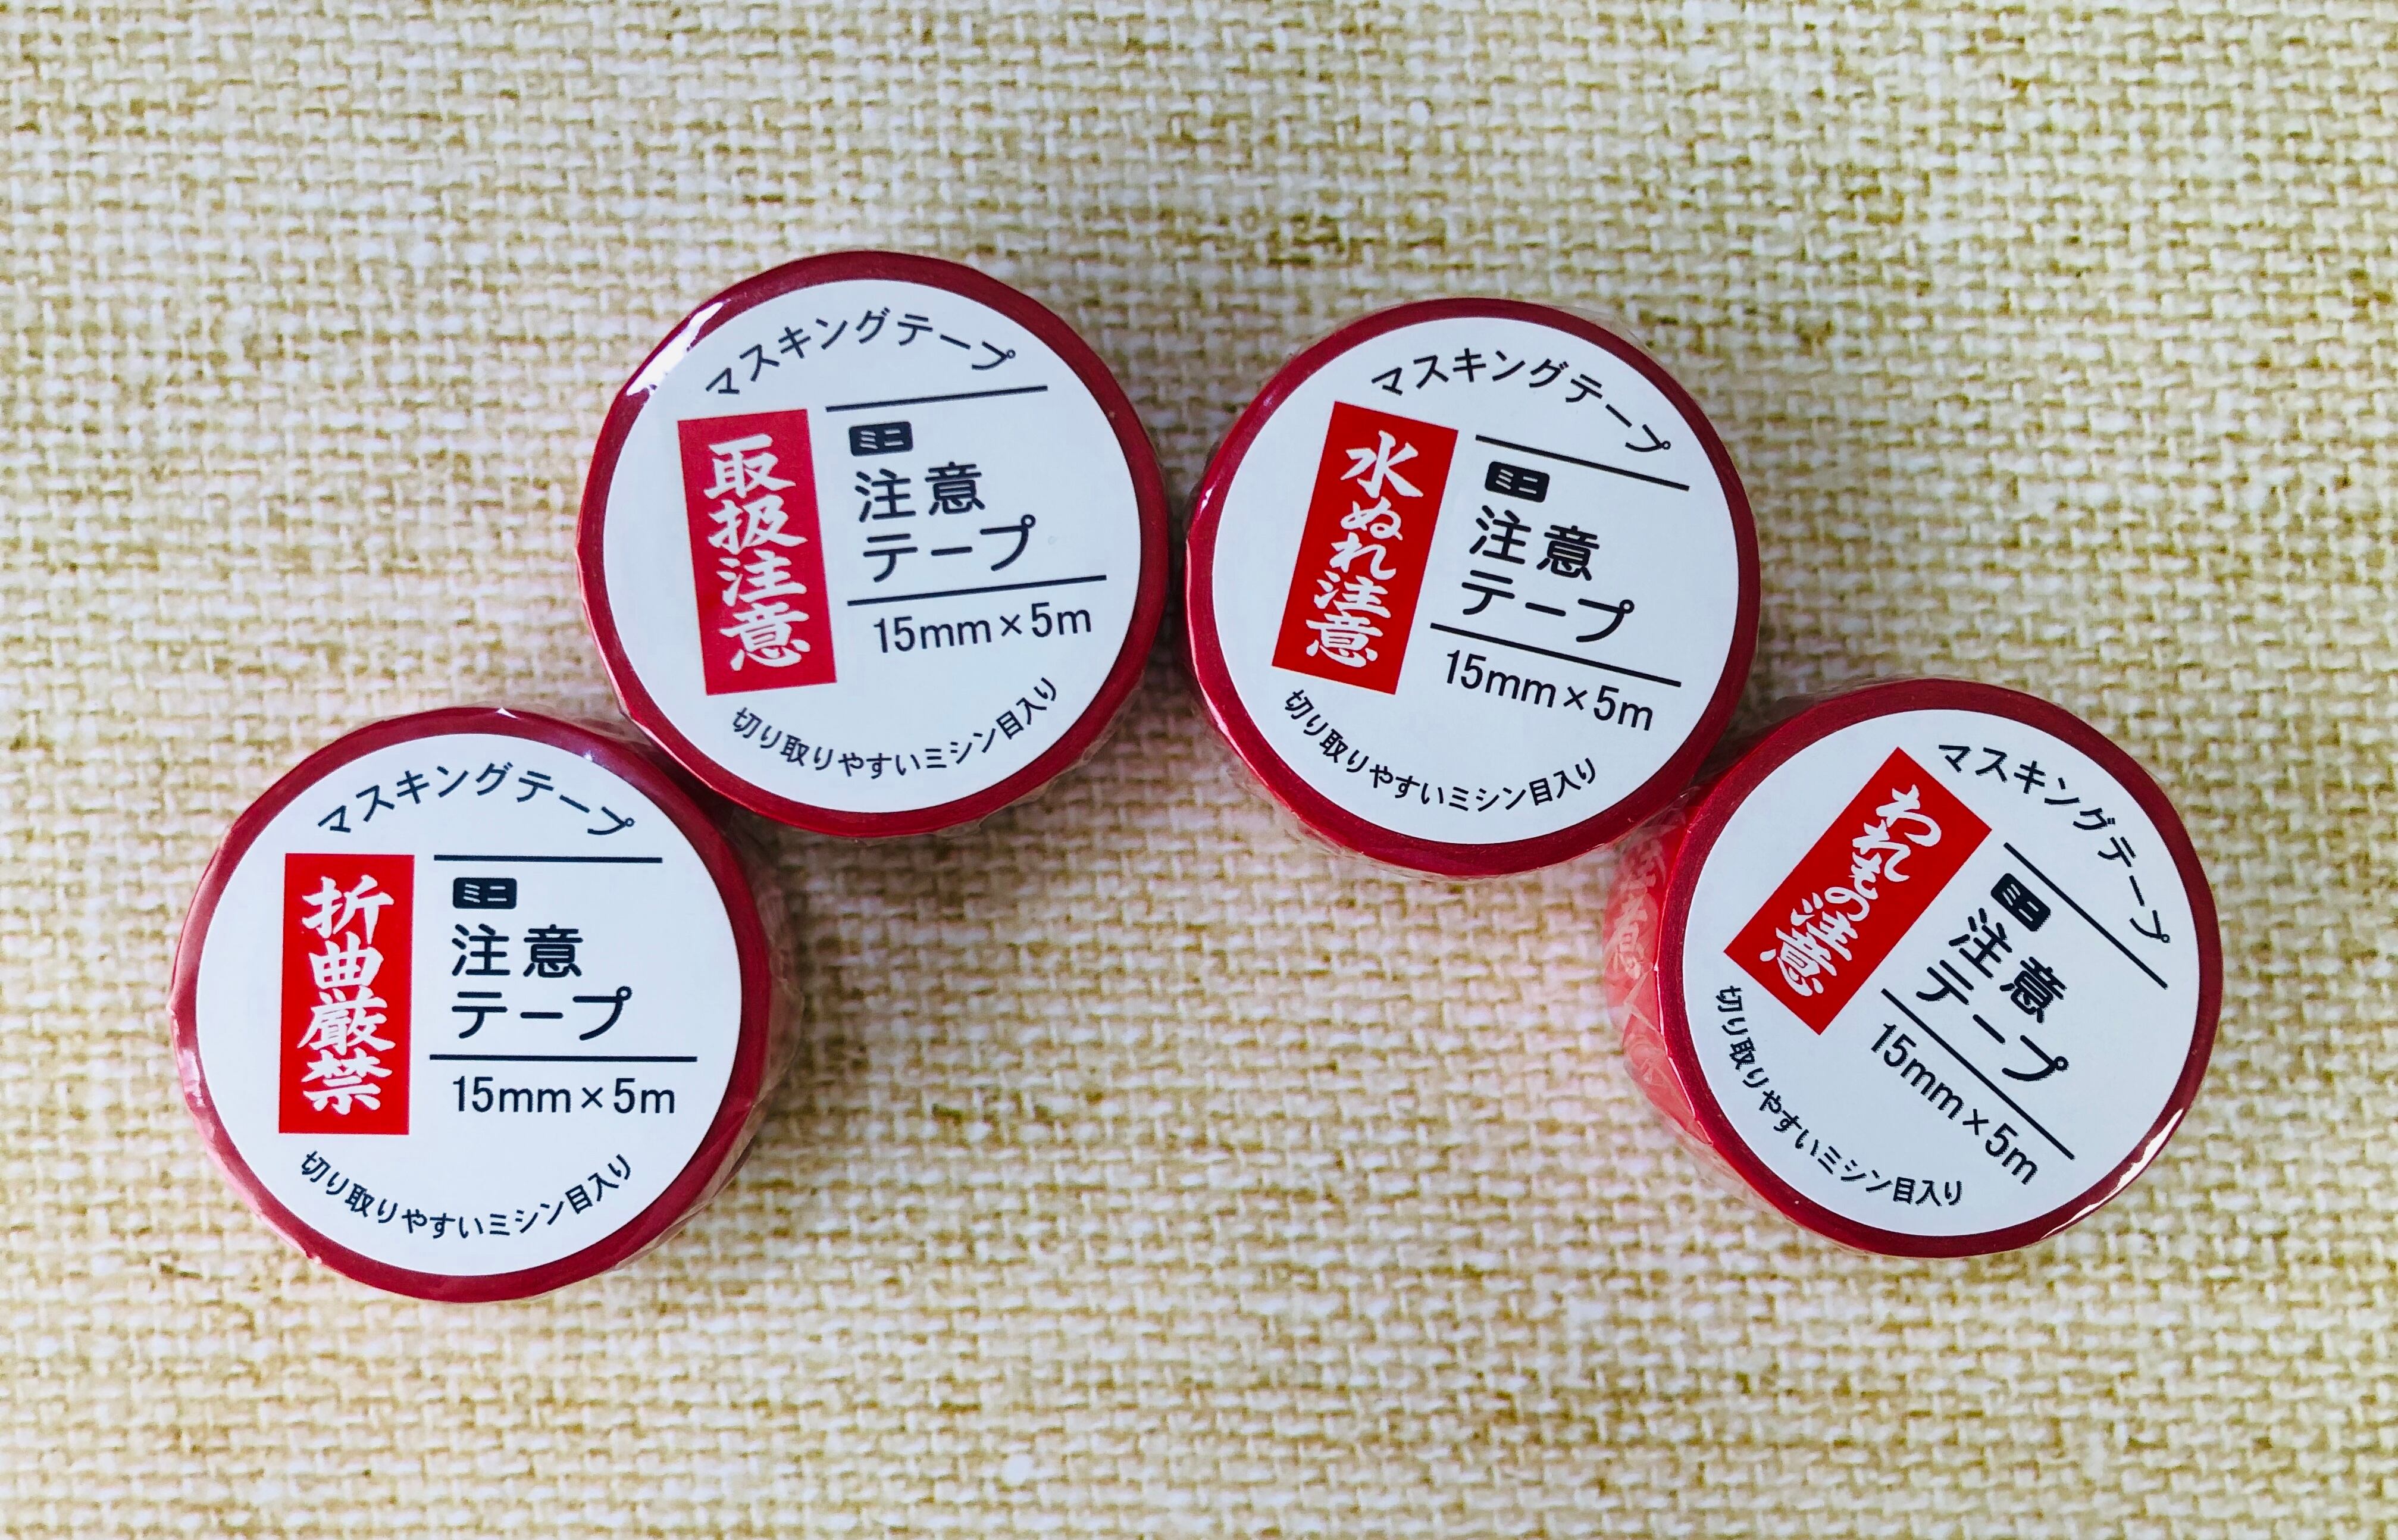 マスキングテープ
折曲厳禁
ミニ
注意
テープ
15mm×5m
切り取りやすいミシン目入り
マスキングテープ
取扱注意
ミニ
注意
テープ
15mm×5m
切り取りやすいミシン目入り
マスキングテープ
水ぬれ注意
ミニ
注意
テープ
15mm×5m
切り取りやすいミシン目入り
マスキングテープ
われもの注意
ミニ
注意
テープ
15mm×5m
切り取りやすいミシン目入り